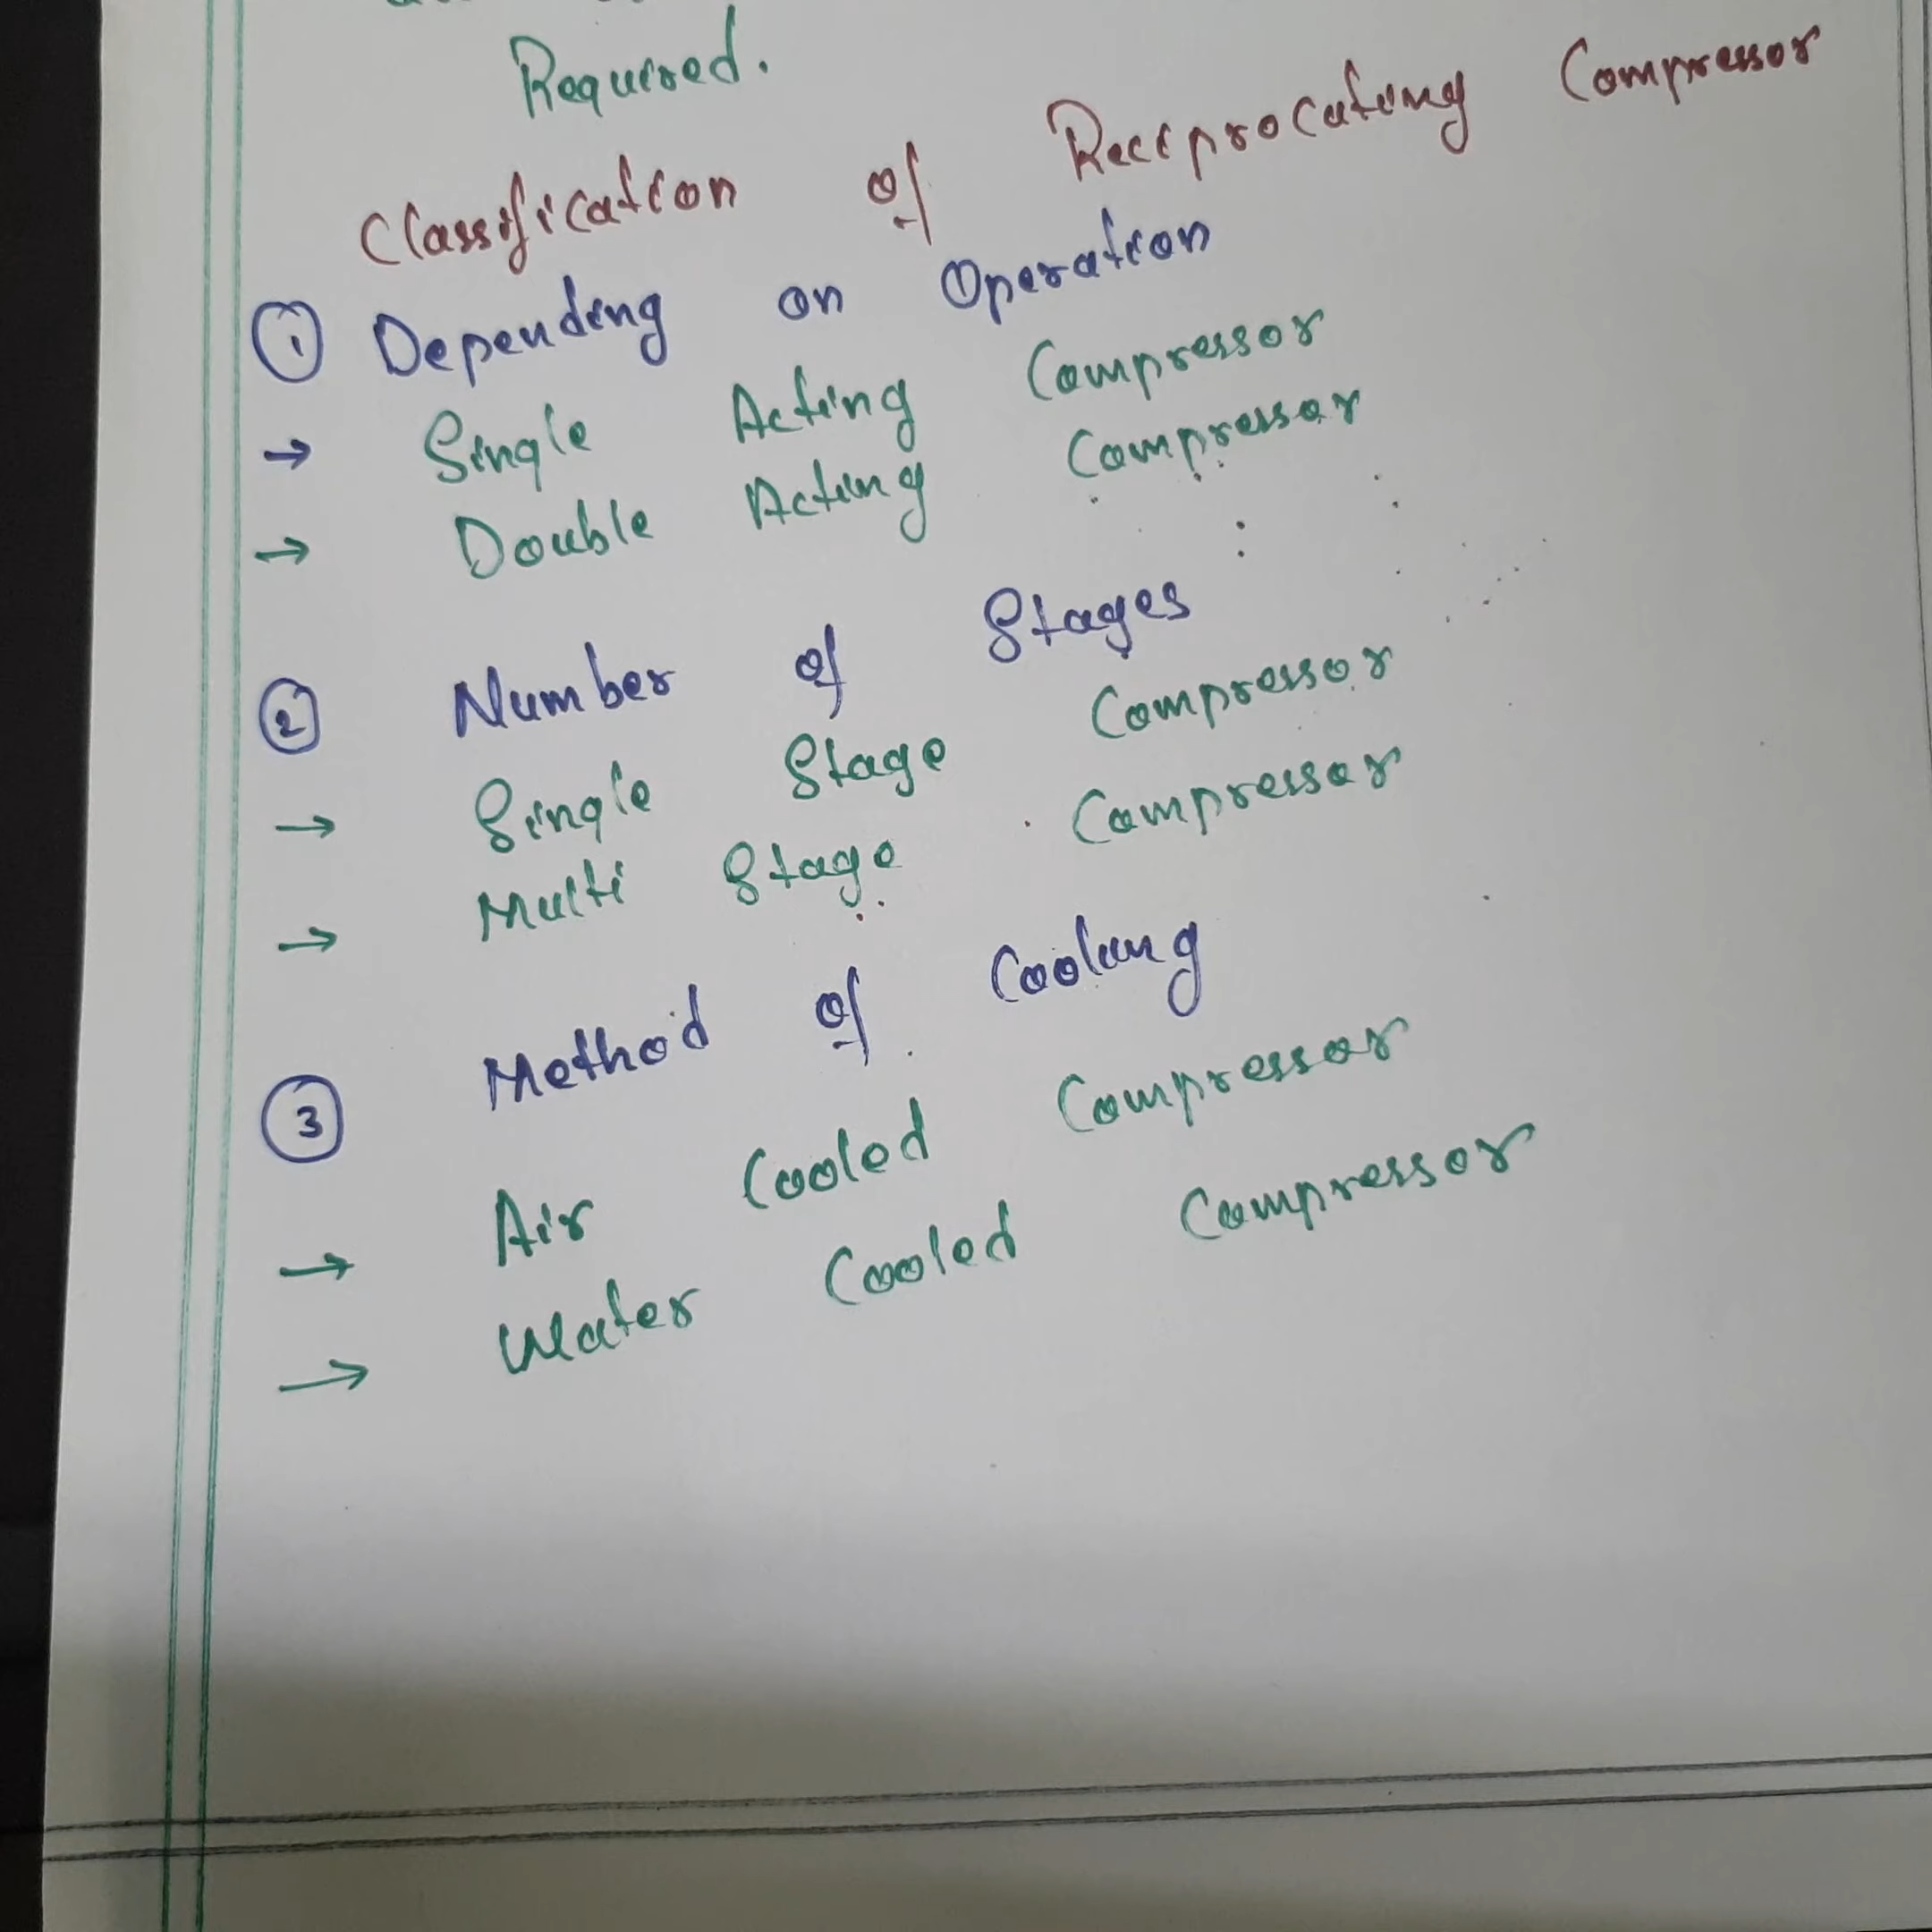 Required.
Classification of Reciprocating Compressor
① Depending on Operation
→ Single Acting Compressor
→ Double Acting Compressor
② Number of Stages
→ Single Stage Compressor
→ Multi Stage Compressor
③ Method of Cooling
→ Air Cooled Compressor
→ Water Cooled Compressor